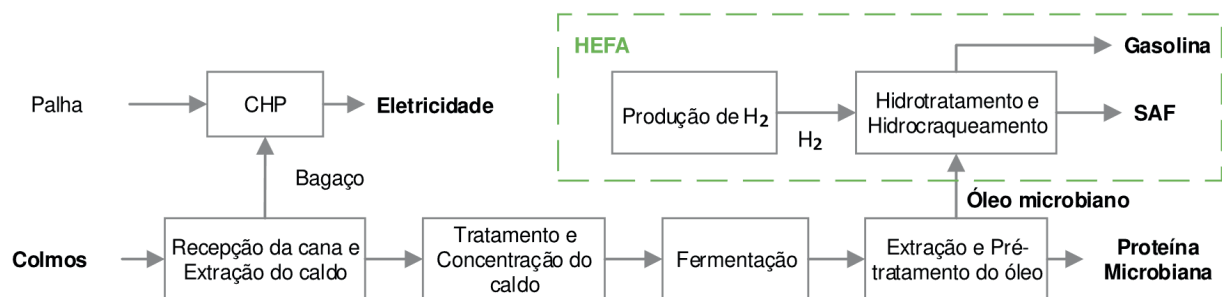 HEFA
Gasolina
Palha
CHP
Eletricidade
Produção de H₂
H₂
Hidrotratamento e
Hidrocraqueamento
SAF
Bagaço
Óleo microbiano
Colmos
Recepção da cana e
Extração do caldo
Tratamento e
Concentração do
caldo
Fermentação
Extração e Pré-
tratamento do óleo
Proteína
Microbiana